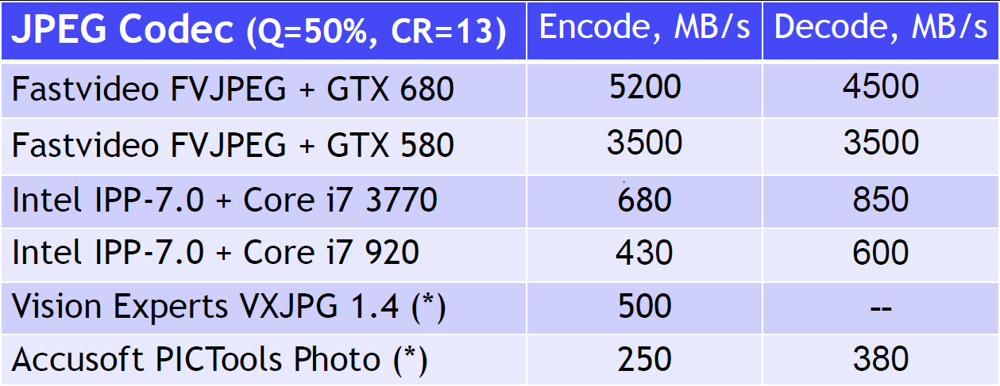 JPEG Codec (Q=50%, CR=13) Encode, MB/s Decode, MB/s
Fastvideo FVJPEG + GTX 680 5200 4500
Fastvideo FVJPEG + GTX 580 3500 3500
Intel IPP-7.0 + Core i7 3770 680 850
Intel IPP-7.0 + Core i7 920 430 600
Vision Experts VXJPG 1.4 (*) 500 --
Accusoft PICTools Photo (*) 250 380